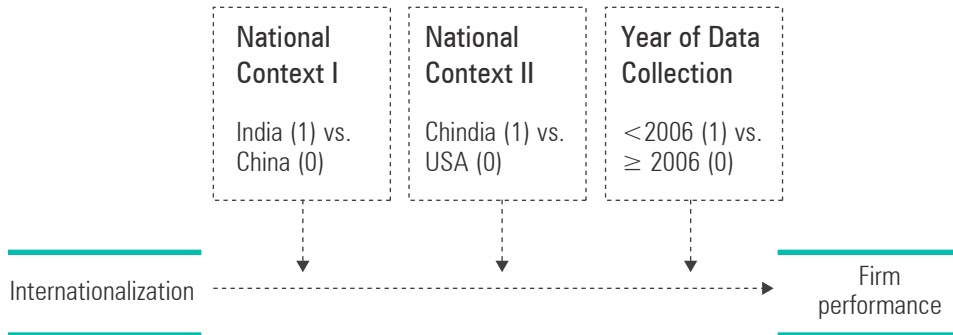 National
Context I
India (1) vs.
China (0)
National
Context II
Chindia (1) vs.
USA (0)
Year of Data
Collection
<2006 (1) vs.
≥ 2006 (0)
Internationalization
Firm
performance